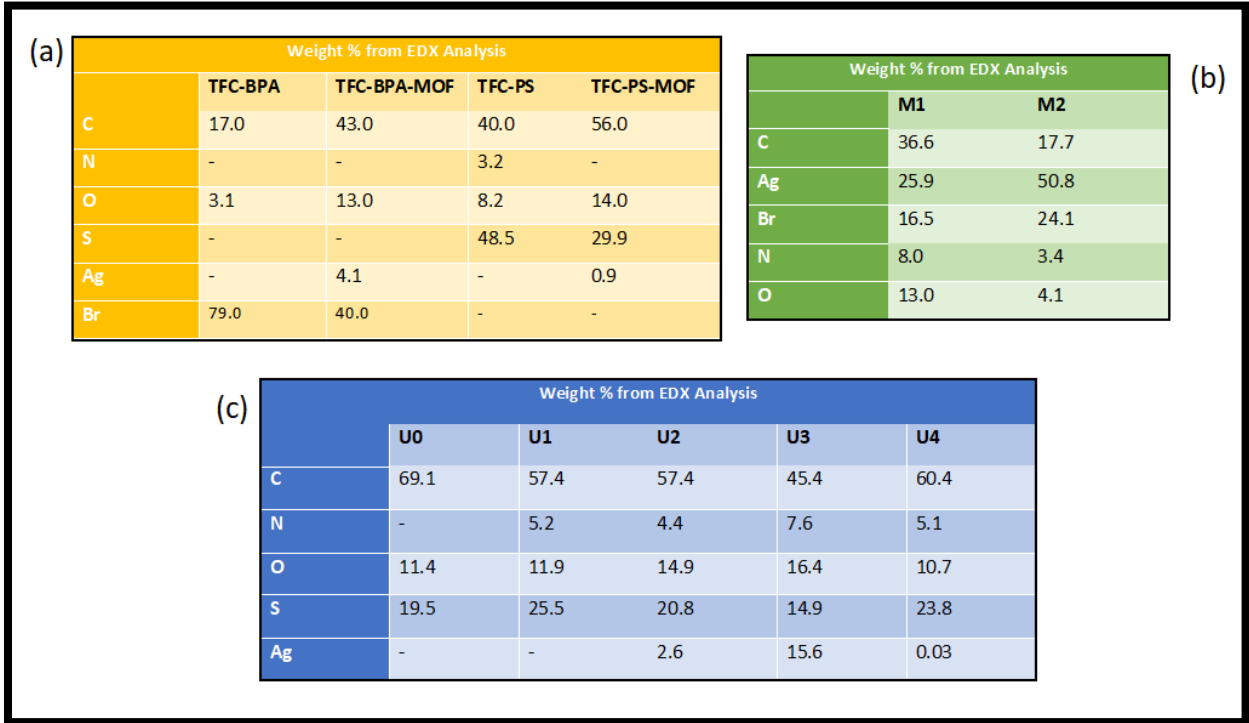 (a)
Weight % from EDX Analysis
TFC-BPA TFC-BPA-MOF TFC-PS TFC-PS-MOF
C 17.0 43.0 40.0 56.0
N - - 3.2 -
O 3.1 13.0 8.2 14.0
S - - 48.5 29.9
Ag - 4.1 - 0.9
Br 79.0 40.0 - -
(b)
Weight % from EDX Analysis
M1 M2
C 36.6 17.7
Ag 25.9 50.8
Br 16.5 24.1
N 8.0 3.4
O 13.0 4.1
(c)
Weight % from EDX Analysis
U0 U1 U2 U3 U4
C 69.1 57.4 57.4 45.4 60.4
N - 5.2 4.4 7.6 5.1
O 11.4 11.9 14.9 16.4 10.7
S 19.5 25.5 20.8 14.9 23.8
Ag - - 2.6 15.6 0.03